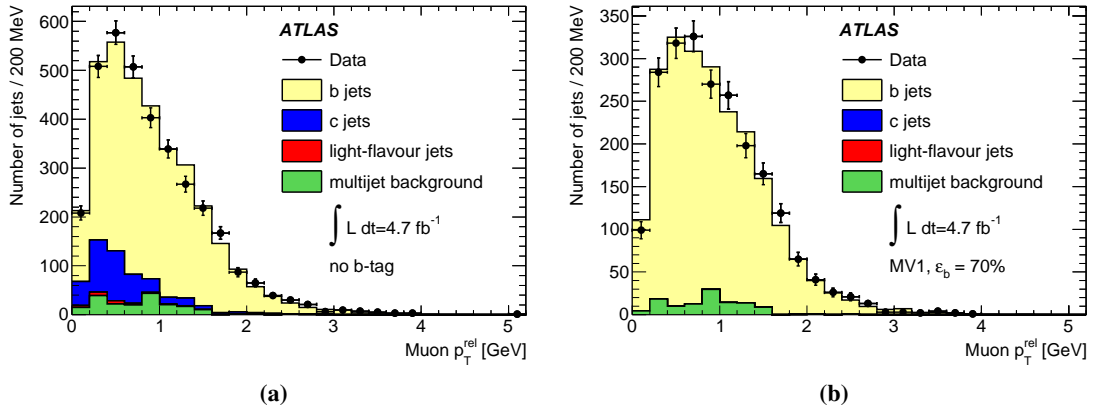 Number of jets / 200 MeV
600
500
400
300
200
100
0
ATLAS
Data
b jets
c jets
light-flavour jets
multijet background
∫ L dt=4.7 fb⁻¹
no b-tag
0 1 2 3 4 5
Muon p_T^rel [GeV]
(a)
Number of jets / 200 MeV
350
300
250
200
150
100
50
0
ATLAS
Data
b jets
c jets
light-flavour jets
multijet background
∫ L dt=4.7 fb⁻¹
MV1, ε_b = 70%
0 1 2 3 4 5
Muon p_T^rel [GeV]
(b)